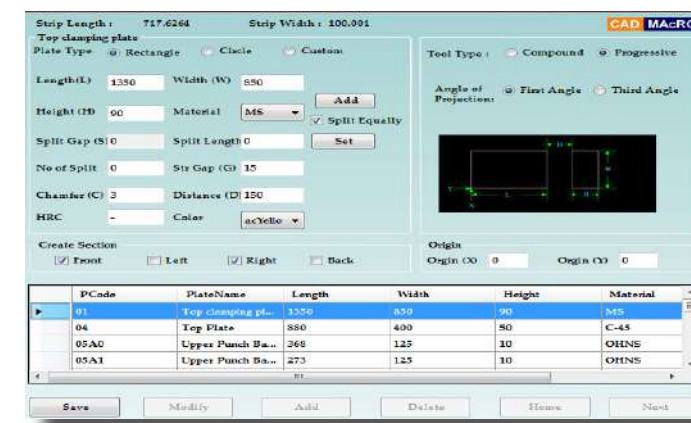 Strip Length : 717.6264 Strip Width : 100.001 CAD MAcRO
Top clamping plate
Plate Type Rectangle Circle Custom
Tool Type : Compound Progressive
Length(L) 1350 Width (W) 850
Add
Angle of Projection: First Angle Third Angle
Height (H) 90 Material MS
Split Equally
Split Gap (S) 0 Split Length 0 Set
No of Split 0 Str Gap (G) 15
Chamfer (C) 3 Distance (D) 150
HRC - Color acYello
Y L H
X
Create Section
Front Left Right Back
Origin
Orgin (X) 0 Orgin (Y) 0
PCode PlateName Length Width Height Material
01 Top clamping pl... 1350 850 90 MS
04 Top Plate 880 400 50 C-45
05A0 Upper Punch Ba... 368 125 10 OHNS
05A1 Upper Punch Ba... 273 125 10 OHNS
Save Modify Add Delete Home Next